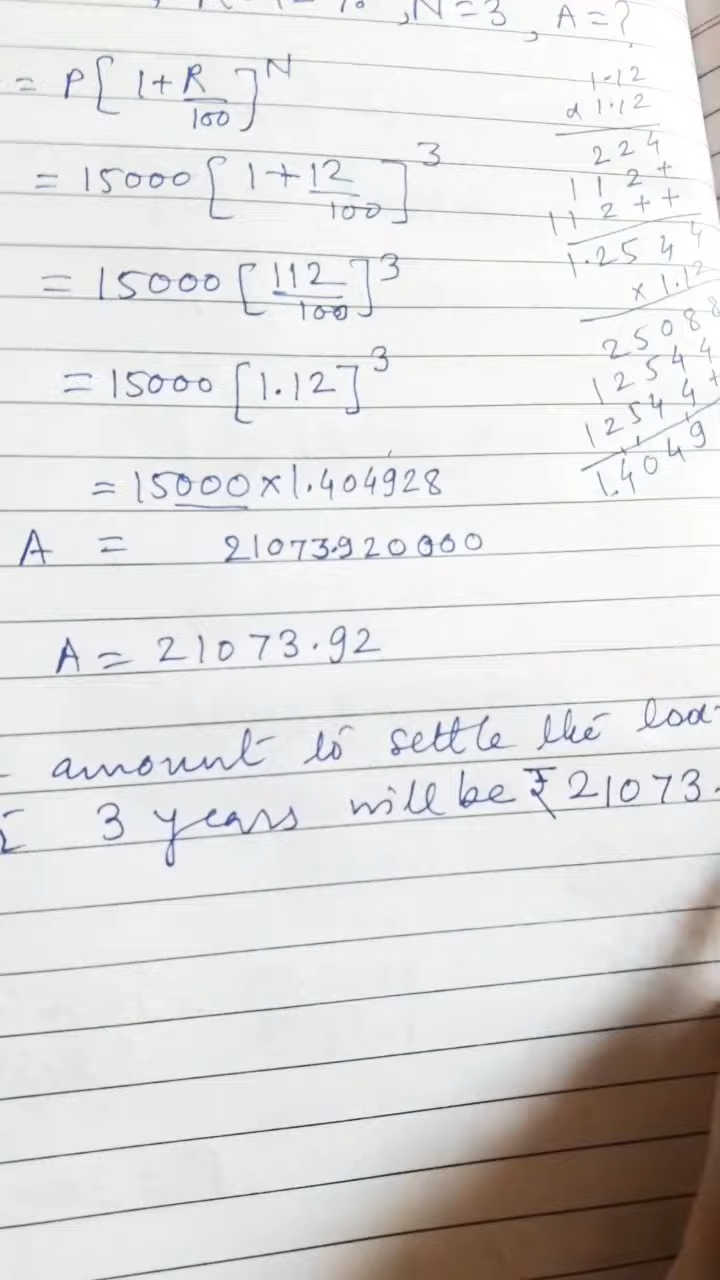 , N = 3 , A = ?
= P [ 1 + R/100 ]^N
= 15000 [ 1 + 12/100 ]^3
= 15000 [ 112/100 ]^3
= 15000 [ 1.12 ]^3
= 15000 × 1.404928
A = 21073.920000
A = 21073.92
amount to settle the loa
3 years will be ₹ 21073.
1.12
x 1.12
224
112+
112++
1.2544
x 1.12
25088
12544
12544
1.4049